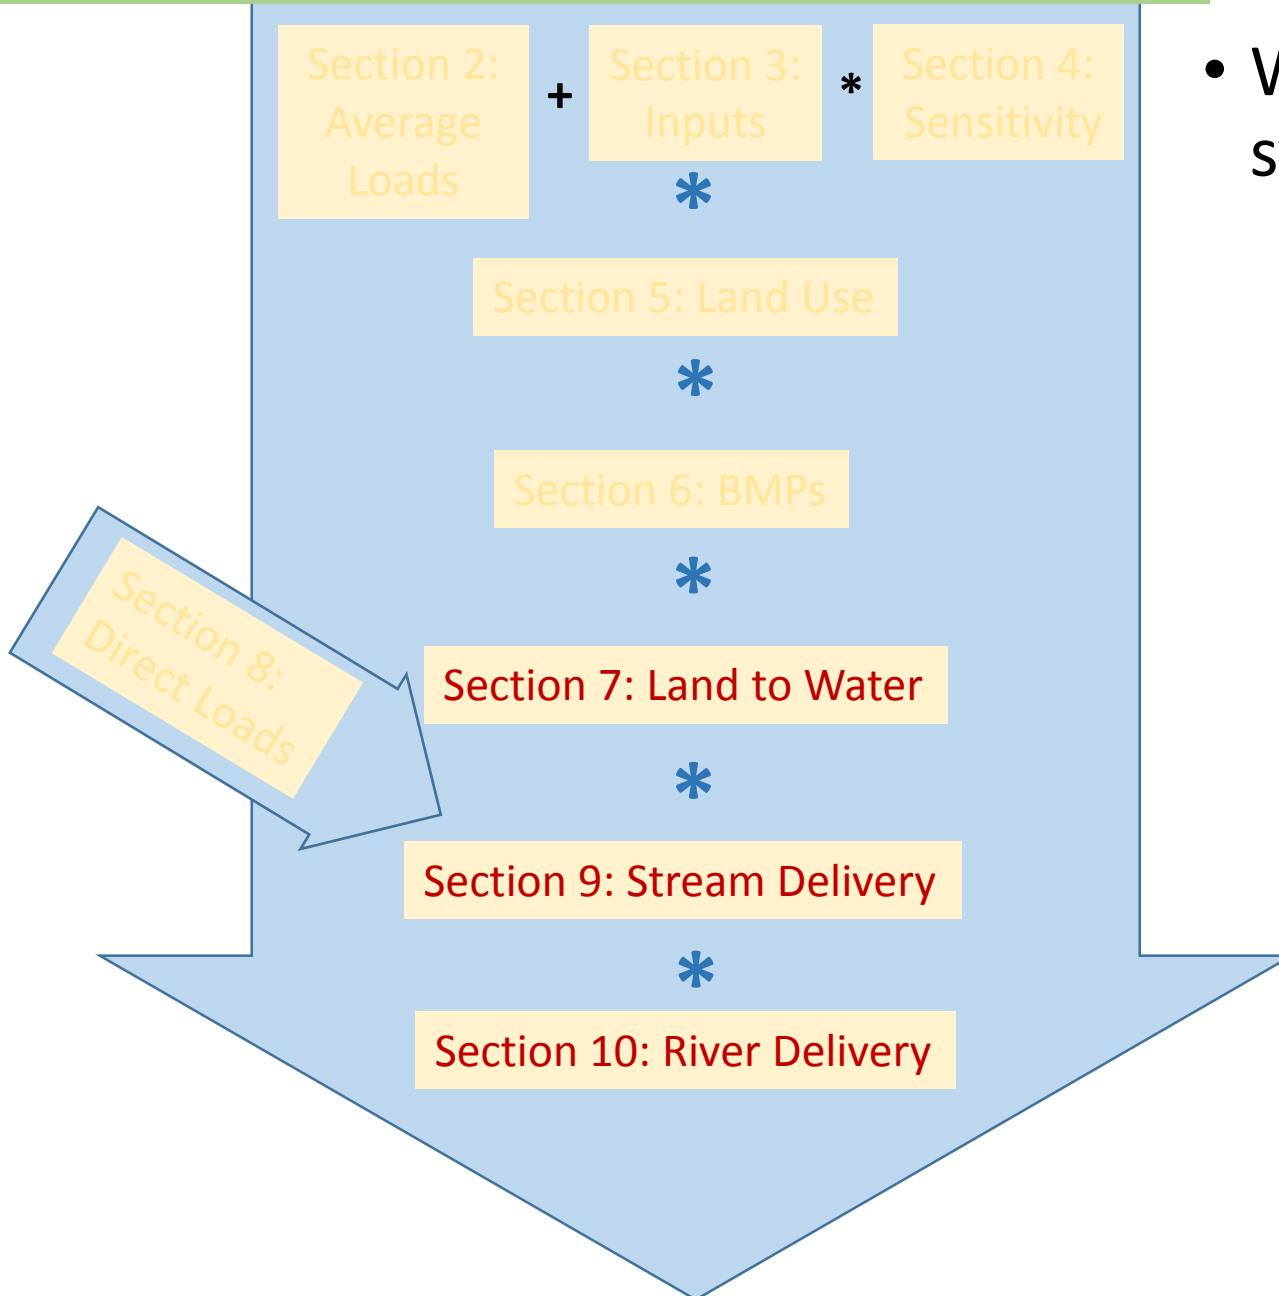 Section 2:
Average
Loads
+
Section 3:
Inputs
*
Section 4:
Sensitivity
*
Section 5: Land Use
*
Section 6: BMPs
*
Section 8:
Direct Loads
Section 7: Land to Water
*
Section 9: Stream Delivery
*
Section 10: River Delivery